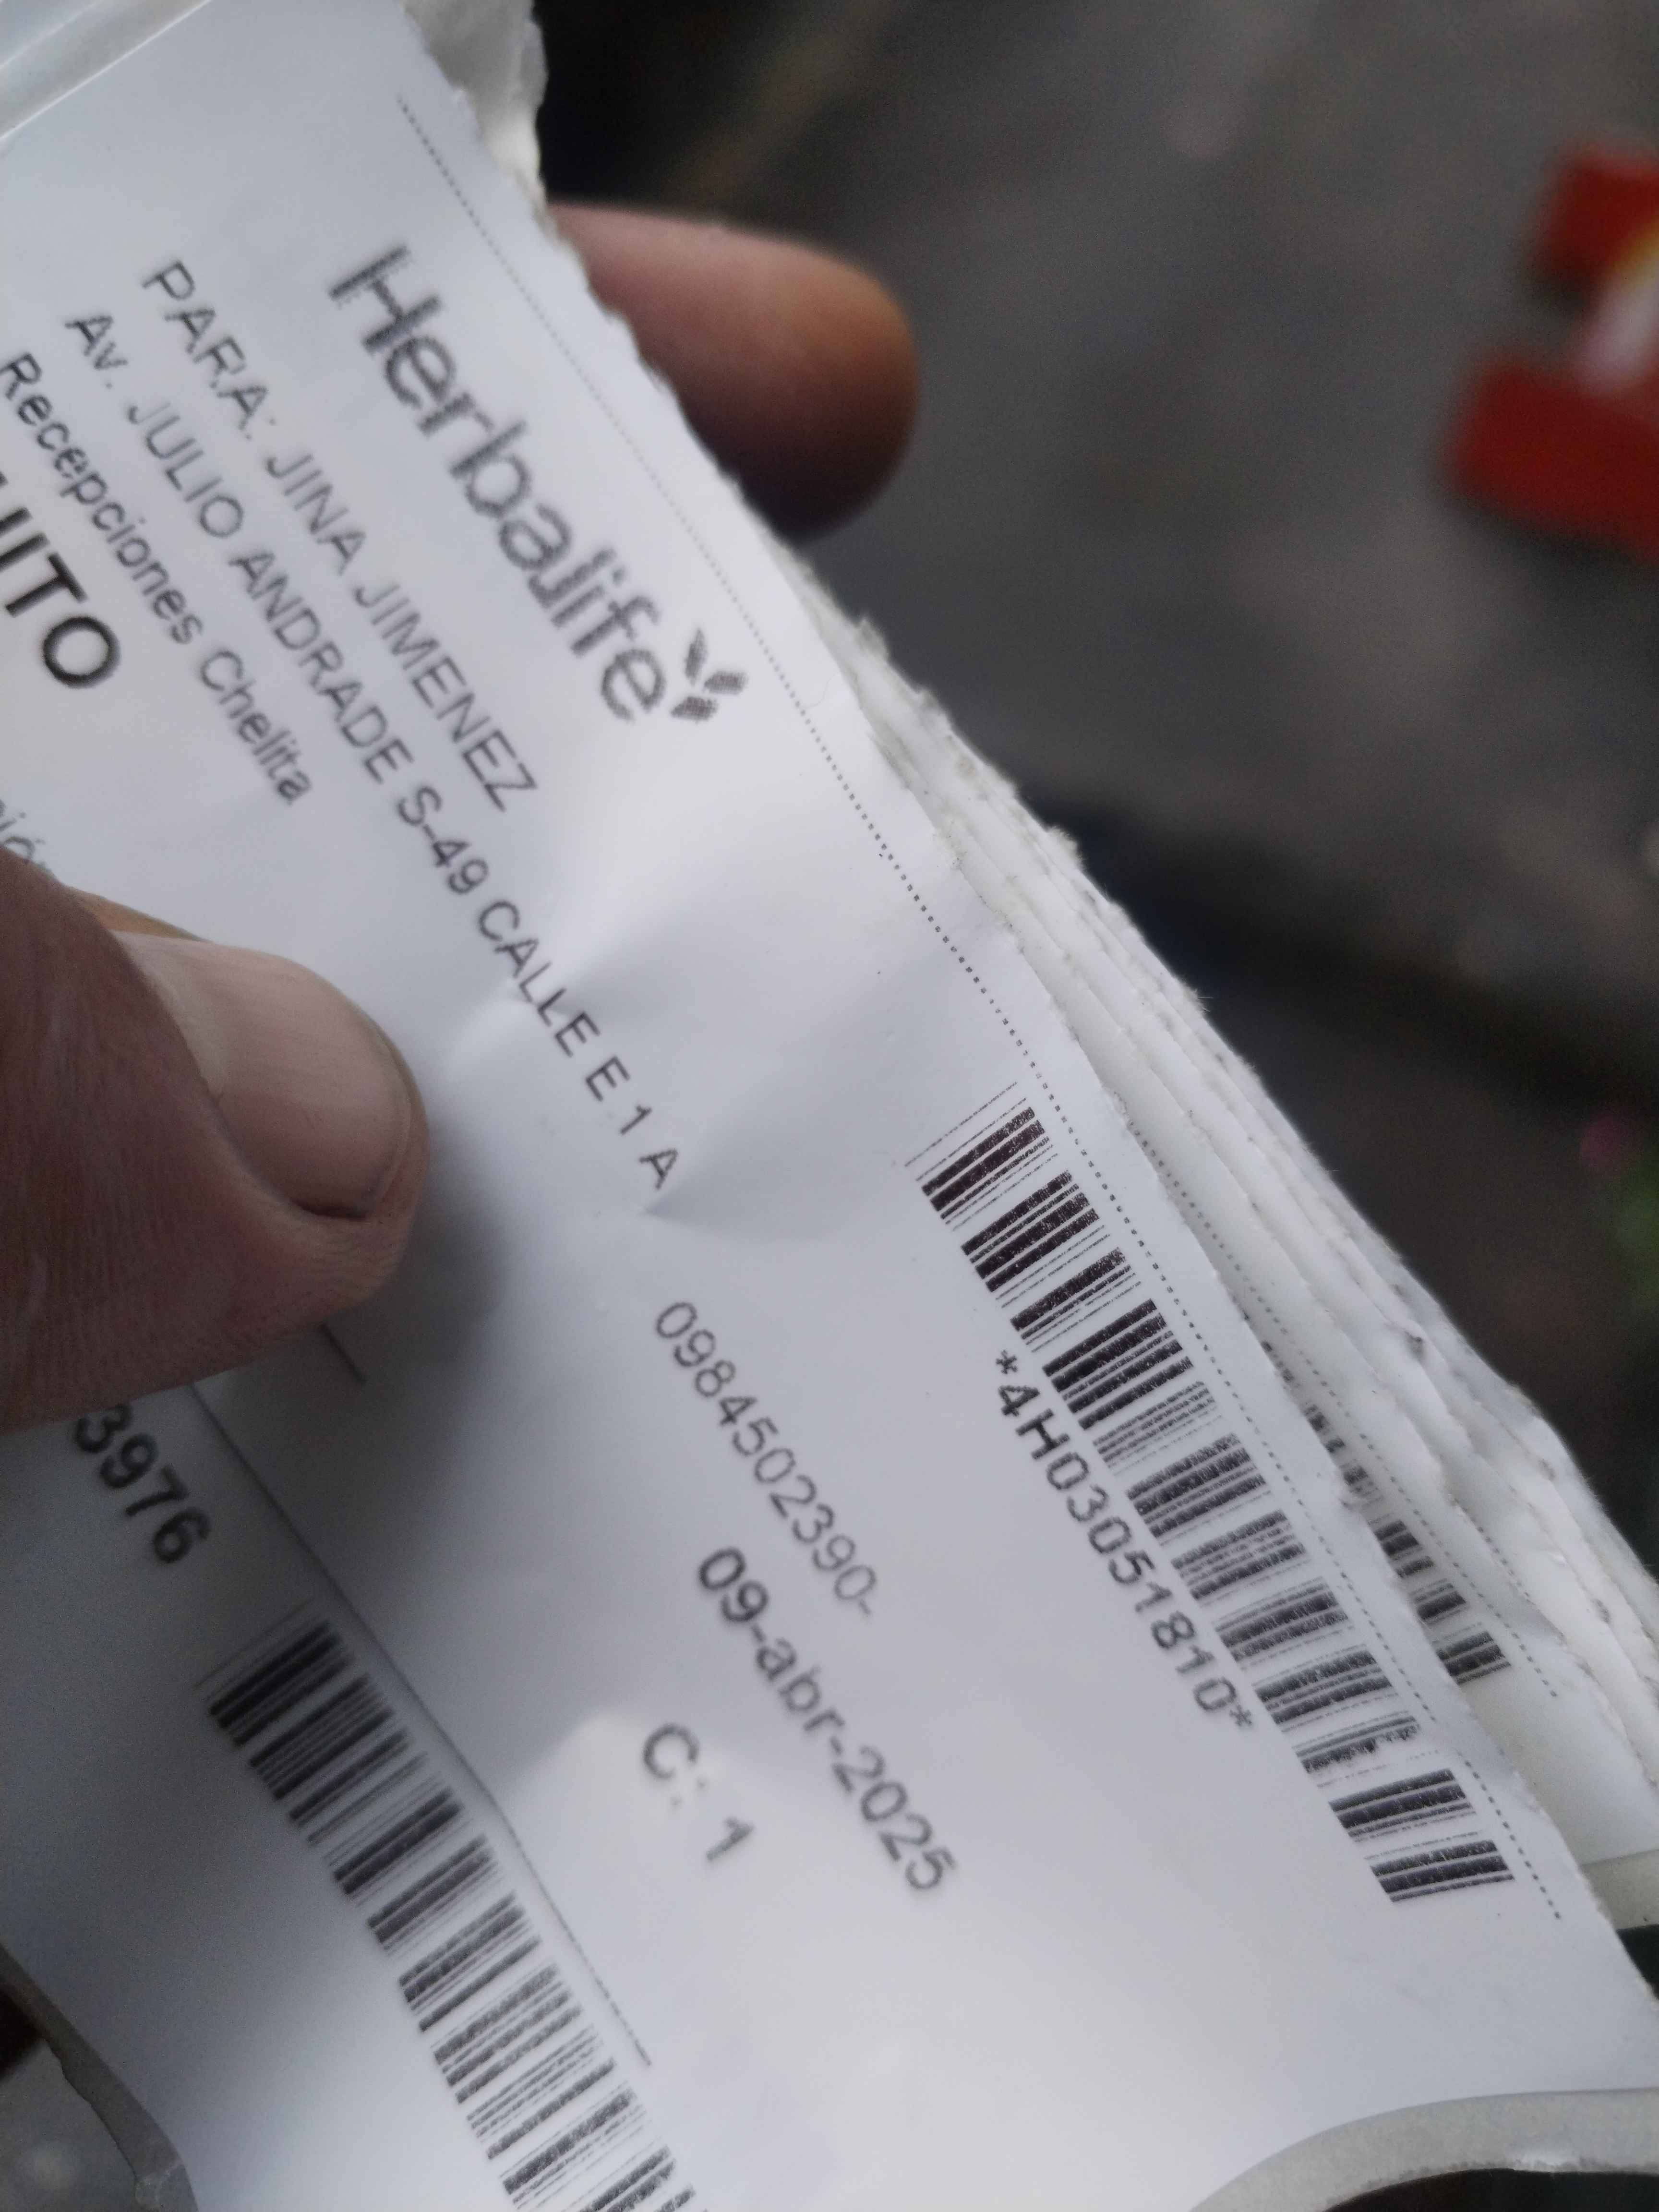 Herbalife
*4H03051810*
PARA: JINA JIMENEZ
0984502390-
Av. JULIO ANDRADE S-49 CALLE E 1 A
09-abr-2025
Recepciones Chelita
C: 1
3976